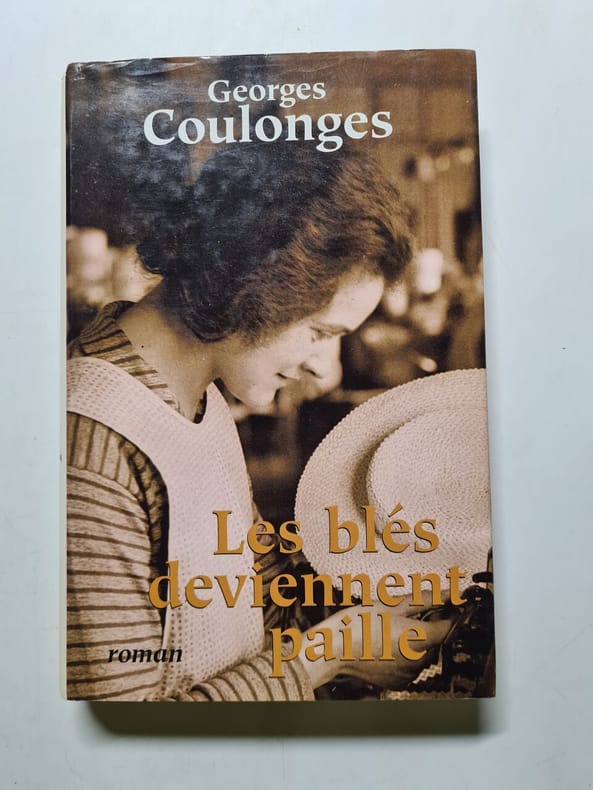 Georges
Coulonges
Les blés
deviennent
paille
roman